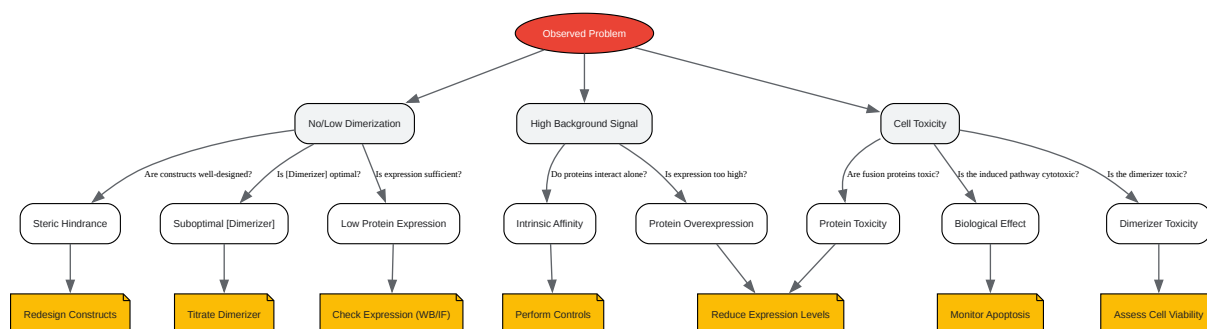 Observed Problem
No/Low Dimerization
High Background Signal
Cell Toxicity
Are constructs well-designed?
Is [Dimerizer] optimal?
Is expression sufficient?
Do proteins interact alone?
Is expression too high?
Are fusion proteins toxic?
Is the induced pathway cytotoxic?
Is the dimerizer toxic?
Steric Hindrance
Suboptimal [Dimerizer]
Low Protein Expression
Intrinsic Affinity
Protein Overexpression
Protein Toxicity
Biological Effect
Dimerizer Toxicity
Redesign Constructs
Titrate Dimerizer
Check Expression (WB/IF)
Perform Controls
Reduce Expression Levels
Monitor Apoptosis
Assess Cell Viability